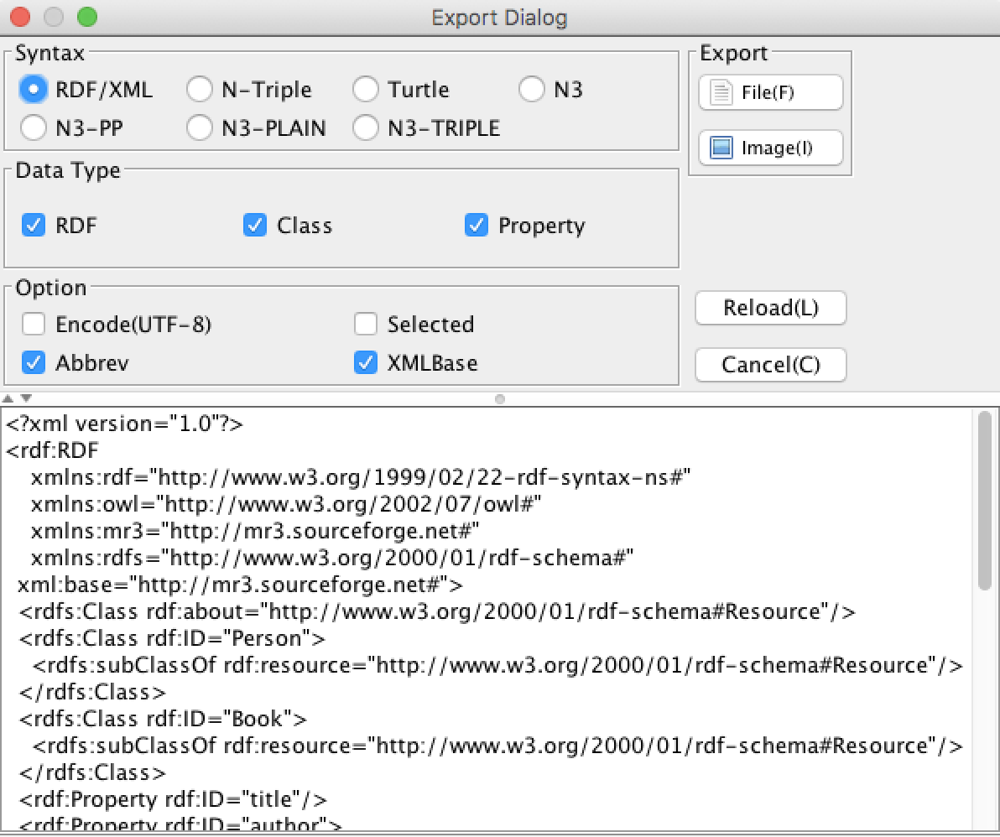 Export Dialog
Syntax
RDF/XML N-Triple Turtle N3
N3-PP N3-PLAIN N3-TRIPLE
Export
File(F)
Image(I)
Data Type
RDF Class Property
Option
Encode(UTF-8) Selected
Abbrev XMLBase
Reload(L)
Cancel(C)
<?xml version="1.0"?>
<rdf:RDF
    xmlns:rdf="http://www.w3.org/1999/02/22-rdf-syntax-ns#"
    xmlns:owl="http://www.w3.org/2002/07/owl#"
    xmlns:mr3="http://mr3.sourceforge.net#"
    xmlns:rdfs="http://www.w3.org/2000/01/rdf-schema#"
  xml:base="http://mr3.sourceforge.net#">
  <rdfs:Class rdf:about="http://www.w3.org/2000/01/rdf-schema#Resource"/>
  <rdfs:Class rdf:ID="Person">
    <rdfs:subClassOf rdf:resource="http://www.w3.org/2000/01/rdf-schema#Resource"/>
  </rdfs:Class>
  <rdfs:Class rdf:ID="Book">
    <rdfs:subClassOf rdf:resource="http://www.w3.org/2000/01/rdf-schema#Resource"/>
  </rdfs:Class>
  <rdf:Property rdf:ID="title"/>
  <rdf:Property rdf:ID="author">